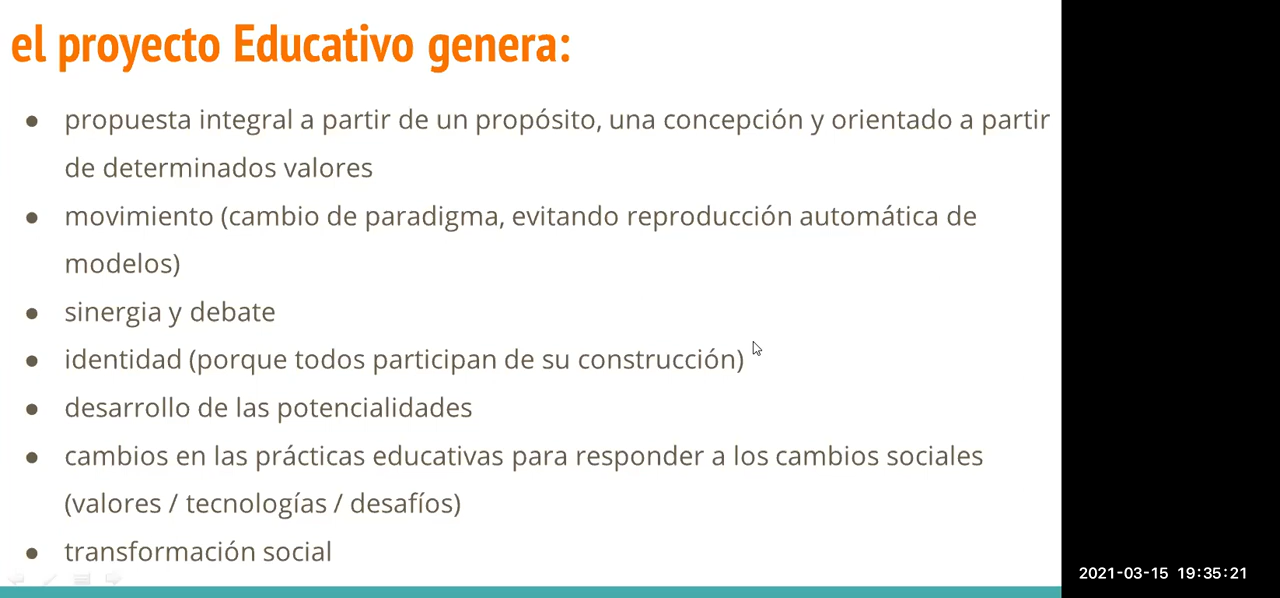 el proyecto Educativo genera:
● propuesta integral a partir de un propósito, una concepción y orientado a partir
de determinados valores
● movimiento (cambio de paradigma, evitando reproducción automática de
modelos)
● sinergia y debate
● identidad (porque todos participan de su construcción)
● desarrollo de las potencialidades
● cambios en las prácticas educativas para responder a los cambios sociales
(valores / tecnologías / desafíos)
● transformación social
2021-03-15 19:35:21